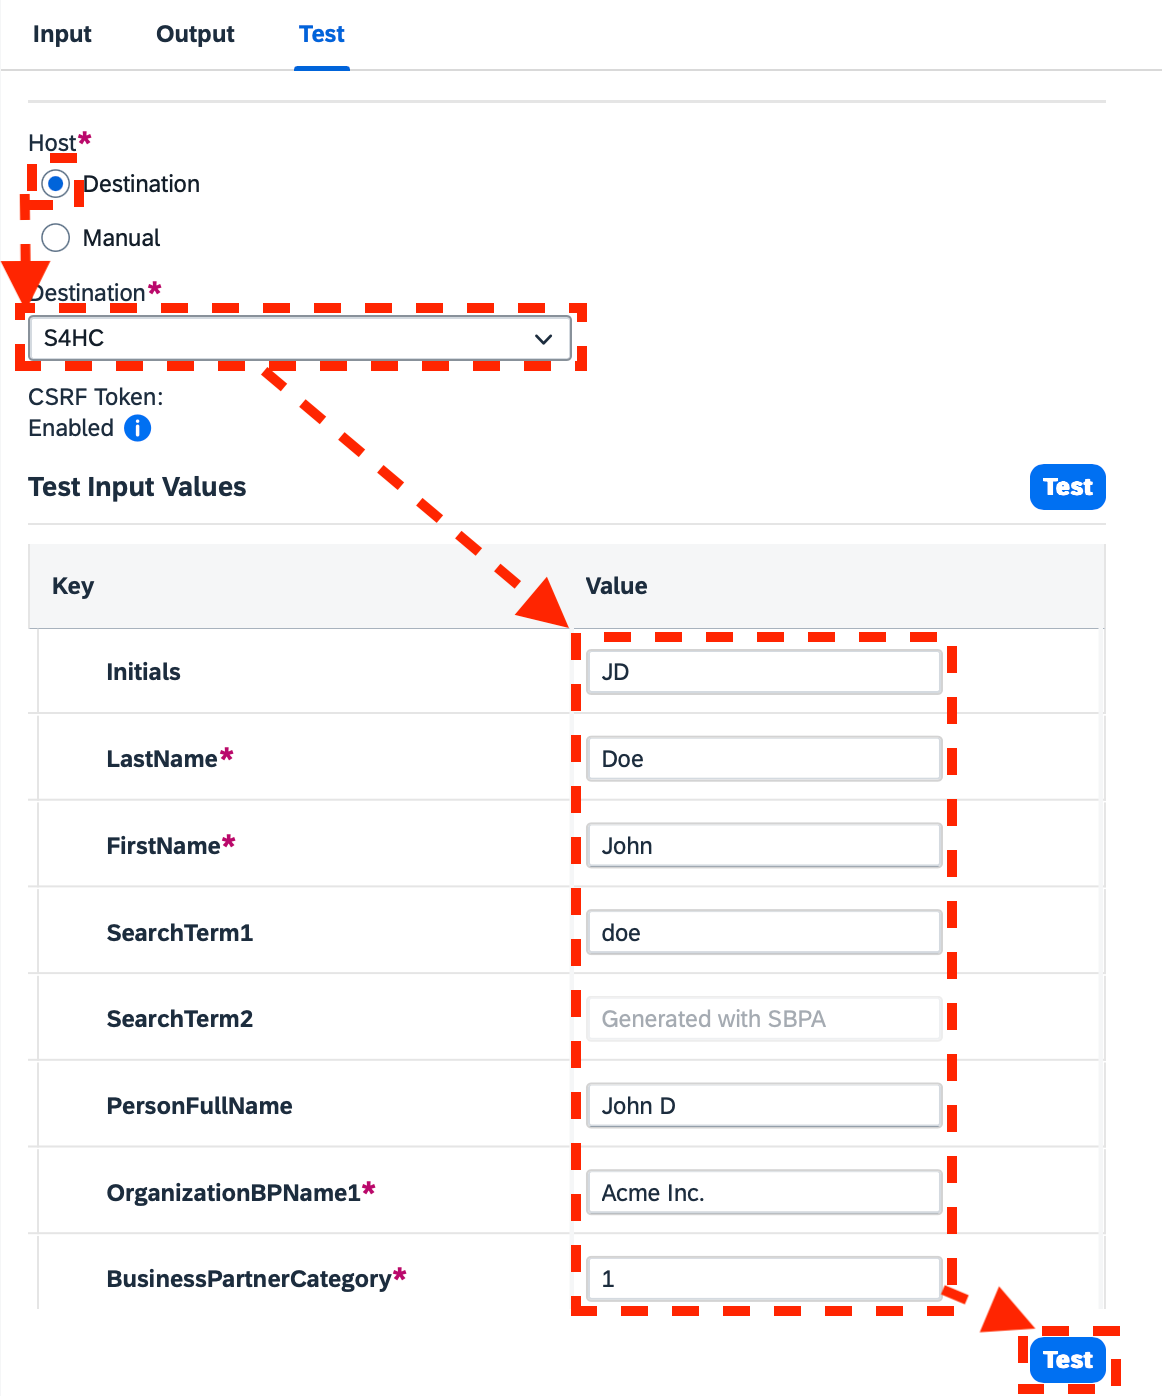 Input Output Test
Host*
Destination
Manual
Destination*
S4HC
CSRF Token:
Enabled
Test Input Values Test
Key Value
Initials JD
LastName* Doe
FirstName* John
SearchTerm1 doe
SearchTerm2 Generated with SBPA
PersonFullName John D
OrganizationBPName1* Acme Inc.
BusinessPartnerCategory* 1
Test